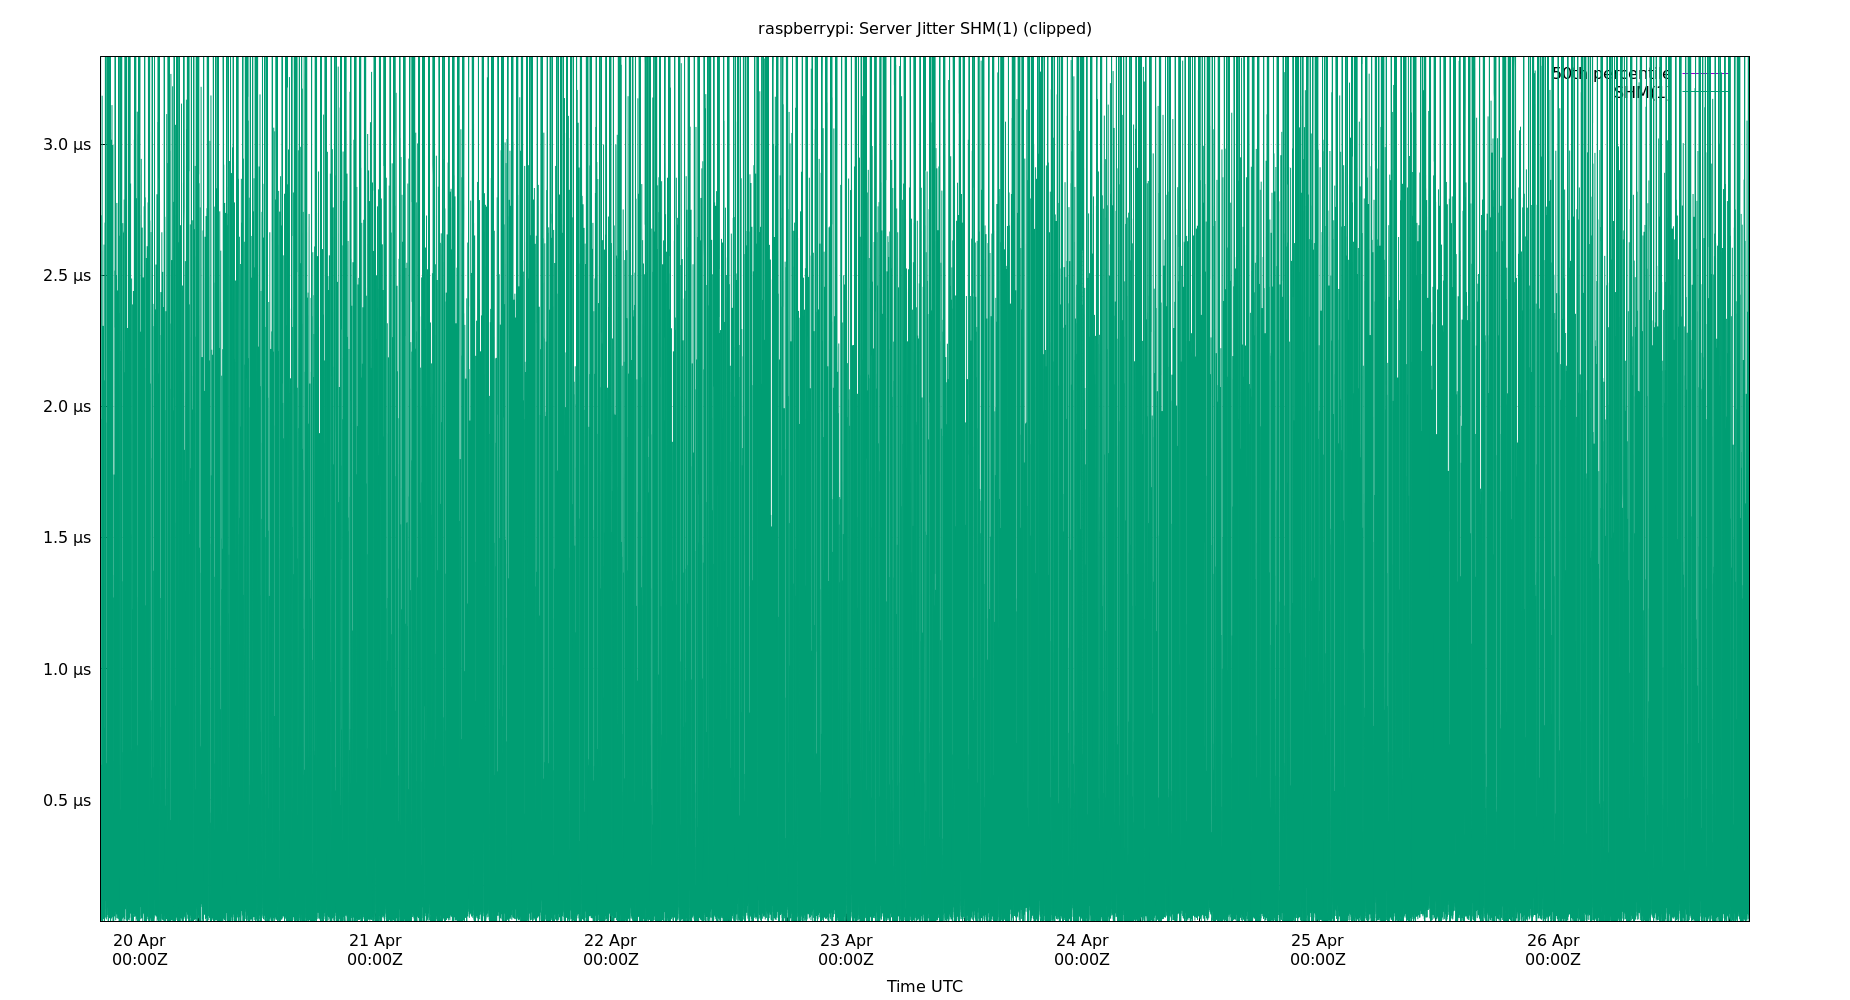 raspberrypi: Server Jitter SHM(1) (clipped)
50th percentile
SHM(1)
3.0 µs
2.5 µs
2.0 µs
1.5 µs
1.0 µs
0.5 µs
20 Apr 21 Apr 22 Apr 23 Apr 24 Apr 25 Apr 26 Apr
00:00Z 00:00Z 00:00Z 00:00Z 00:00Z 00:00Z 00:00Z
Time UTC